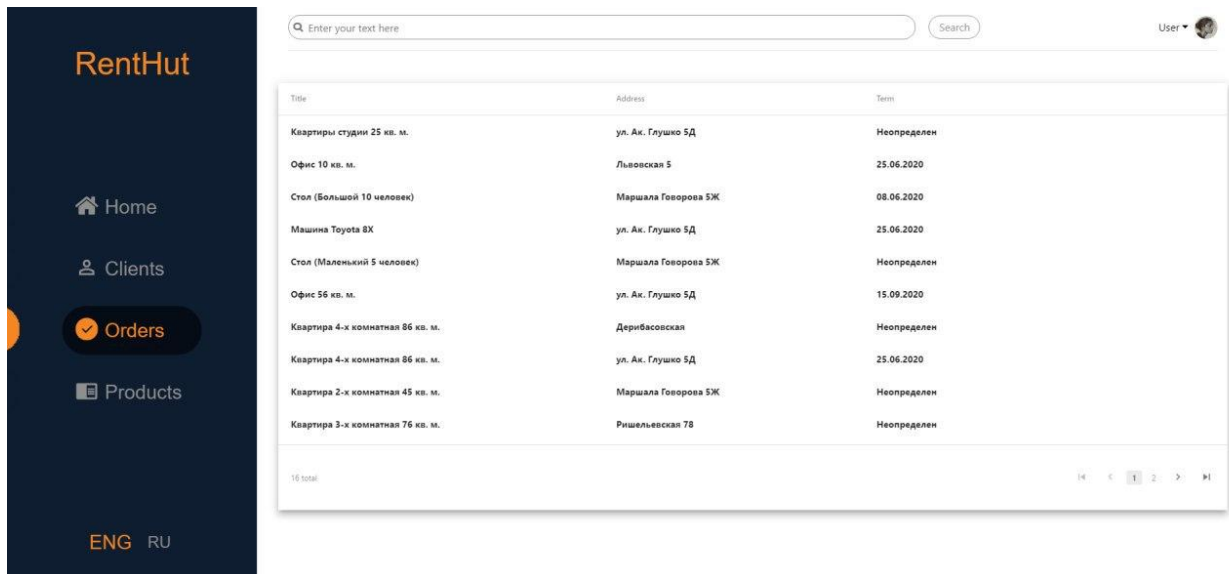 RentHut
Home
Clients
Orders
Products
ENG RU
Enter your text here
Search
User
Title Address Term
Квартиры студии 25 кв. м. ул. Ак. Глушко 5Д Неопределен
Офис 10 кв. м. Львовская 5 25.06.2020
Стол (Большой 10 человек) Маршала Говорова 5Ж 08.06.2020
Машина Toyota 8X ул. Ак. Глушко 5Д 25.06.2020
Стол (Маленький 5 человек) Маршала Говорова 5Ж Неопределен
Офис 56 кв. м. ул. Ак. Глушко 5Д 15.09.2020
Квартира 4-х комнатная 86 кв. м. Дерибасовская Неопределен
Квартира 4-х комнатная 86 кв. м. ул. Ак. Глушко 5Д 25.06.2020
Квартира 2-х комнатная 45 кв. м. Маршала Говорова 5Ж Неопределен
Квартира 3-х комнатная 76 кв. м. Ришельевская 78 Неопределен
16 total 1 2